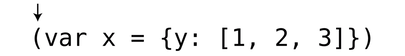 ↓
(var x = {y: [1, 2, 3]})